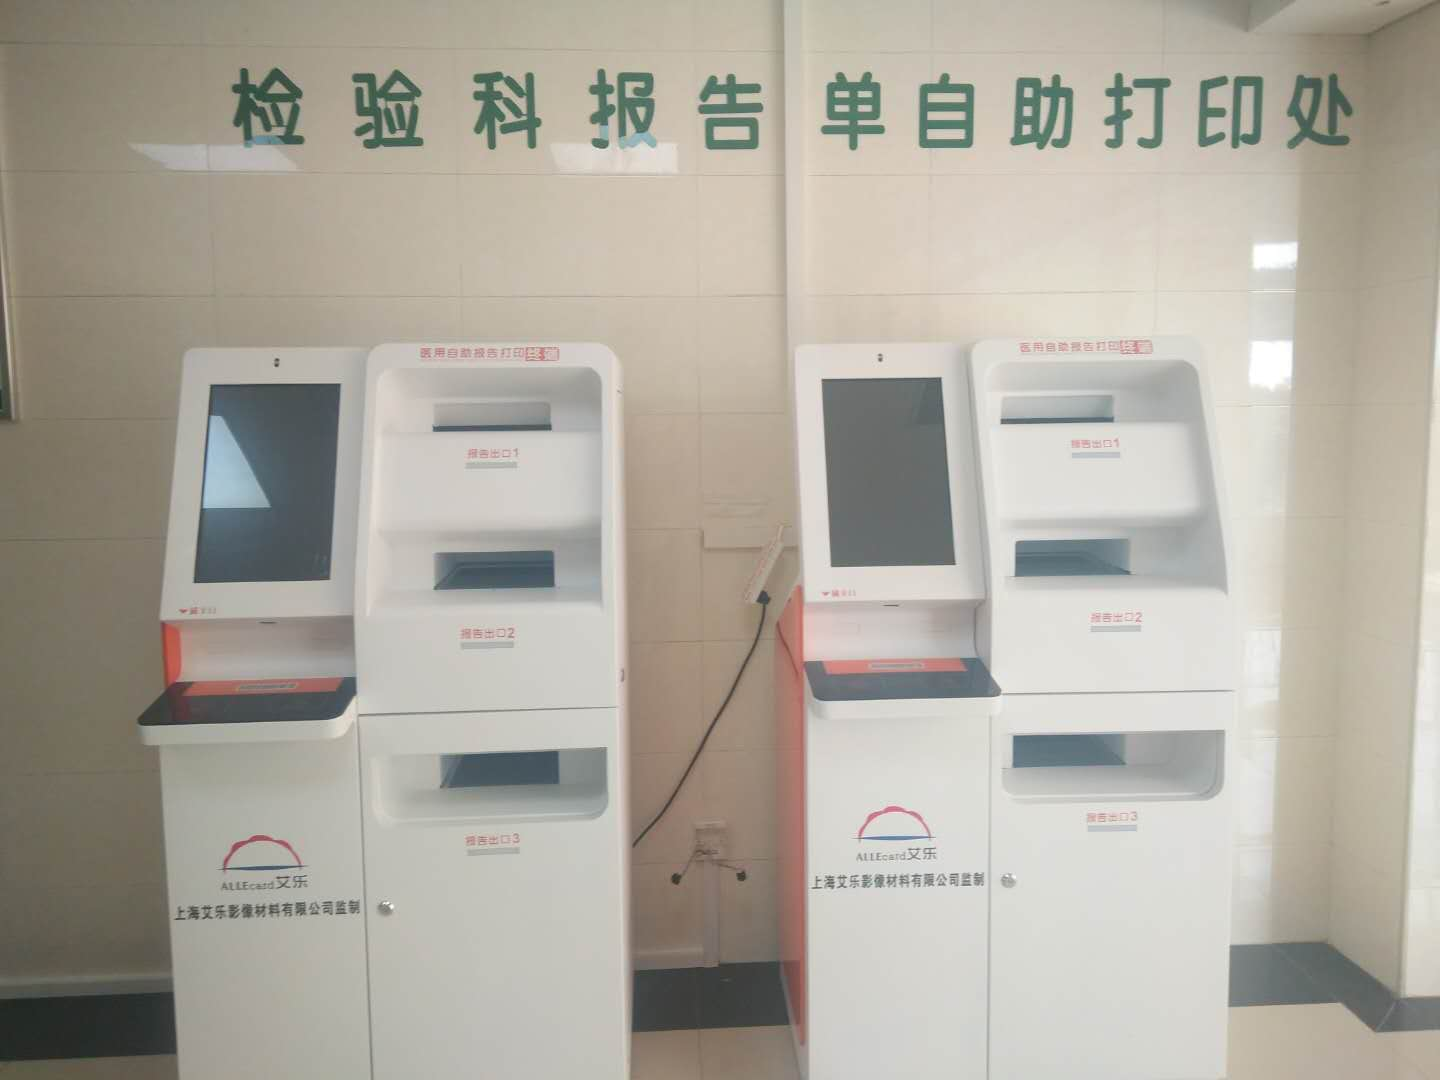 检验科报告单自助打印处
医用自助报告打印终端
报告出口1
报告出口2
报告出口3
ALLEcard艾乐
上海艾乐影像材料有限公司监制
医用自助报告打印终端
报告出口1
报告出口2
报告出口3
ALLEcard艾乐
上海艾乐影像材料有限公司监制